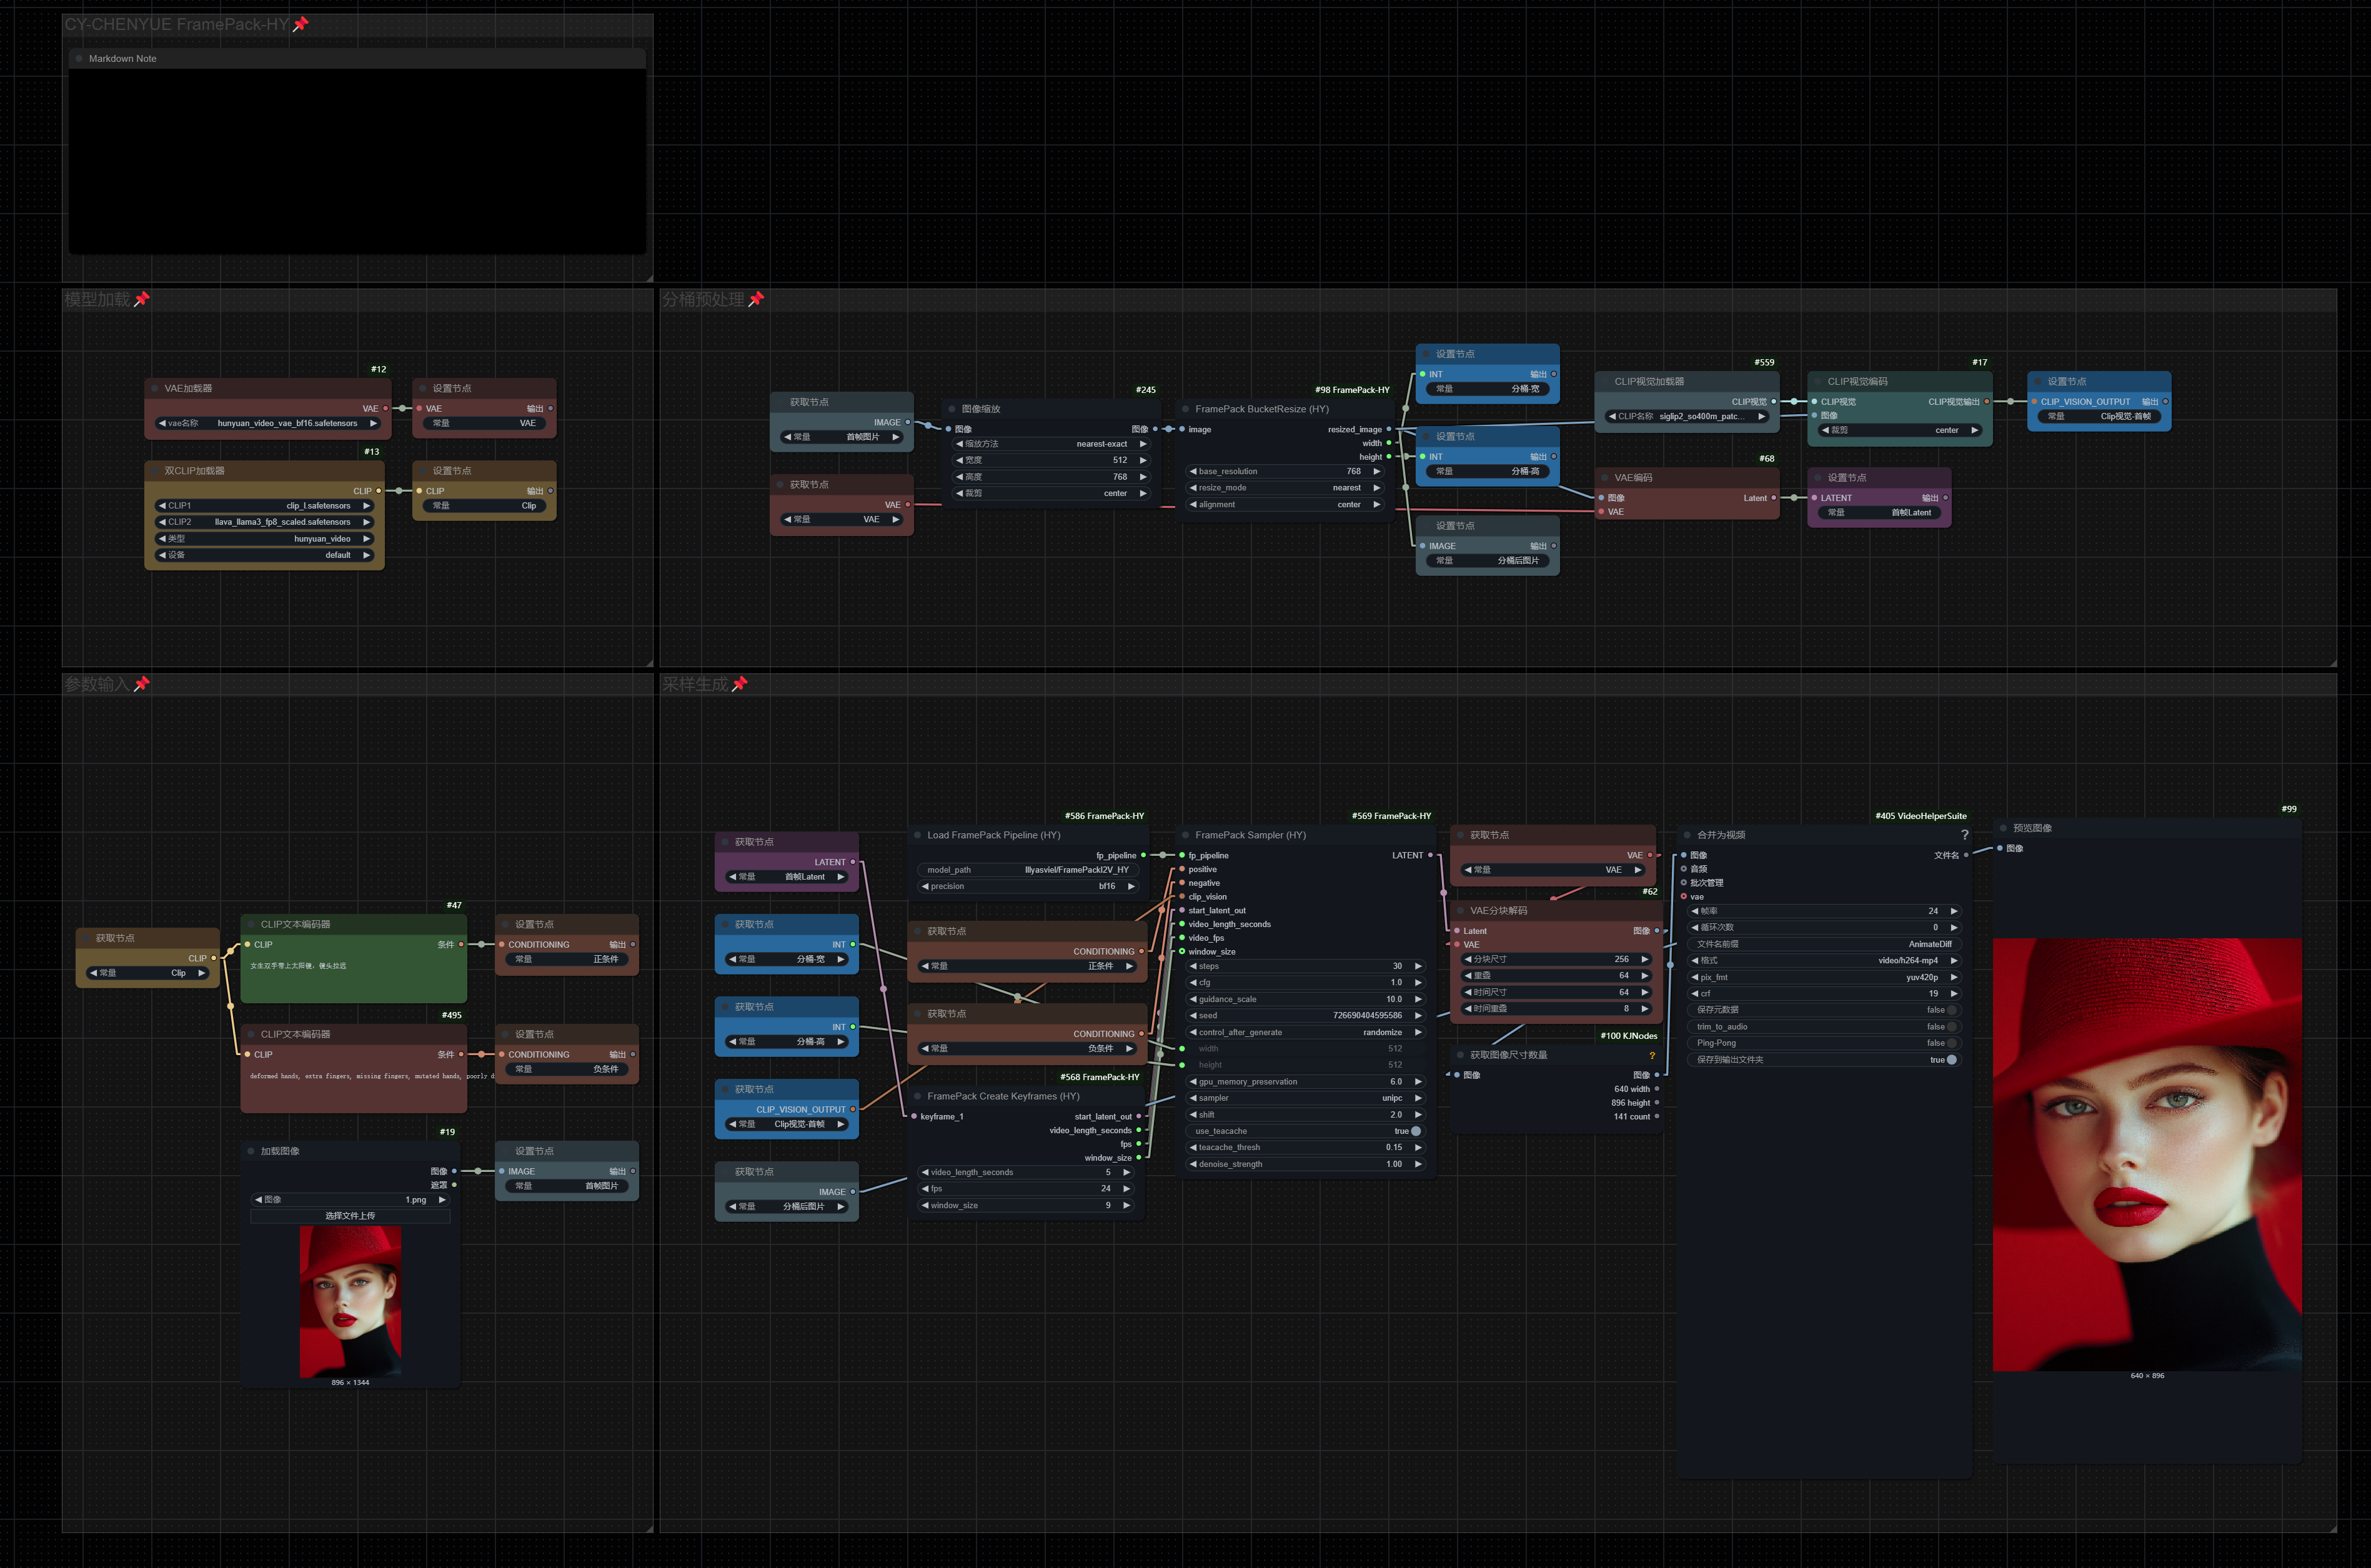 CY-CHENYUE FramePack-HY
Markdown Note
模型加载
#12
VAE加载器
VAE
vae名称 hunyuan_video_vae_bf16.safetensors
设置节点
VAE 输出
常量 VAE
#13
双CLIP加载器
CLIP
CLIP1 clip_l.safetensors
CLIP2 llava_llama3_fp8_scaled.safetensors
类型 hunyuan_video
设备 default
设置节点
CLIP 输出
常量 Clip
分桶预处理
获取节点
IMAGE
常量 首帧图片
获取节点
VAE
常量 VAE
#245
图像缩放
图像 图像
缩放方法 nearest-exact
宽度 512
高度 768
裁剪 center
#98 FramePack-HY
FramePack BucketResize (HY)
image resized_image
width
height
base_resolution 768
resize_mode nearest
alignment center
设置节点
INT 输出
常量 分桶-宽
设置节点
INT 输出
常量 分桶-高
设置节点
IMAGE 输出
常量 分桶后图片
#559
CLIP视觉加载器
CLIP视觉
CLIP名称 siglip2_so400m_patc...
#17
CLIP视觉编码
CLIP视觉 CLIP视觉输出
图像
裁剪 center
设置节点
CLIP_VISION_OUTPUT 输出
常量 Clip视觉-首帧
#68
VAE编码
图像 Latent
VAE
设置节点
LATENT 输出
常量 首帧Latent
参数输入
获取节点
CLIP
常量 Clip
#47
CLIP文本编码器
CLIP 条件
女生双手带上太阳镜，镜头拉远
设置节点
CONDITIONING 输出
常量 正条件
#495
CLIP文本编码器
CLIP 条件
deformed hands, extra fingers, missing fingers, mutated hands, poorly d
设置节点
CONDITIONING 输出
常量 负条件
#19
加载图像
图像
遮罩
图像 1.png
选择文件上传
896 × 1344
设置节点
IMAGE 输出
常量 首帧图片
采样生成
获取节点
LATENT
常量 首帧Latent
获取节点
INT
常量 分桶-宽
获取节点
INT
常量 分桶-高
获取节点
CLIP_VISION_OUTPUT
常量 Clip视觉-首帧
获取节点
IMAGE
常量 分桶后图片
#586 FramePack-HY
Load FramePack Pipeline (HY)
fp_pipeline
model_path lllyasviel/FramePackI2V_HY
precision bf16
获取节点
CONDITIONING
常量 正条件
获取节点
CONDITIONING
常量 负条件
#568 FramePack-HY
FramePack Create Keyframes (HY)
keyframe_1 start_latent_out
video_length_seconds
fps
window_size
video_length_seconds 5
fps 24
window_size 9
#569 FramePack-HY
FramePack Sampler (HY)
fp_pipeline LATENT
positive
negative
clip_vision
start_latent_out
video_length_seconds
video_fps
window_size
steps 30
cfg 1.0
guidance_scale 10.0
seed 726690404595586
control_after_generate randomize
width 512
height 512
gpu_memory_preservation 6.0
sampler unipc
shift 2.0
use_teacache true
teacache_thresh 0.15
denoise_strength 1.00
获取节点
VAE
常量 VAE
#62
VAE分块解码
Latent 图像
VAE
分块尺寸 256
重叠 64
时间尺寸 64
时间重叠 8
#100 KJNodes
获取图像尺寸数量 ?
图像 图像
640 width
896 height
141 count
#405 VideoHelperSuite
合并为视频 ?
图像 文件名
音频
批次管理
vae
帧率 24
循环次数 0
文件名前缀 AnimateDiff
格式 video/h264-mp4
pix_fmt yuv420p
crf 19
保存元数据 false
trim_to_audio false
Ping-Pong false
保存到输出文件夹 true
#99
预览图像
图像
640 × 896